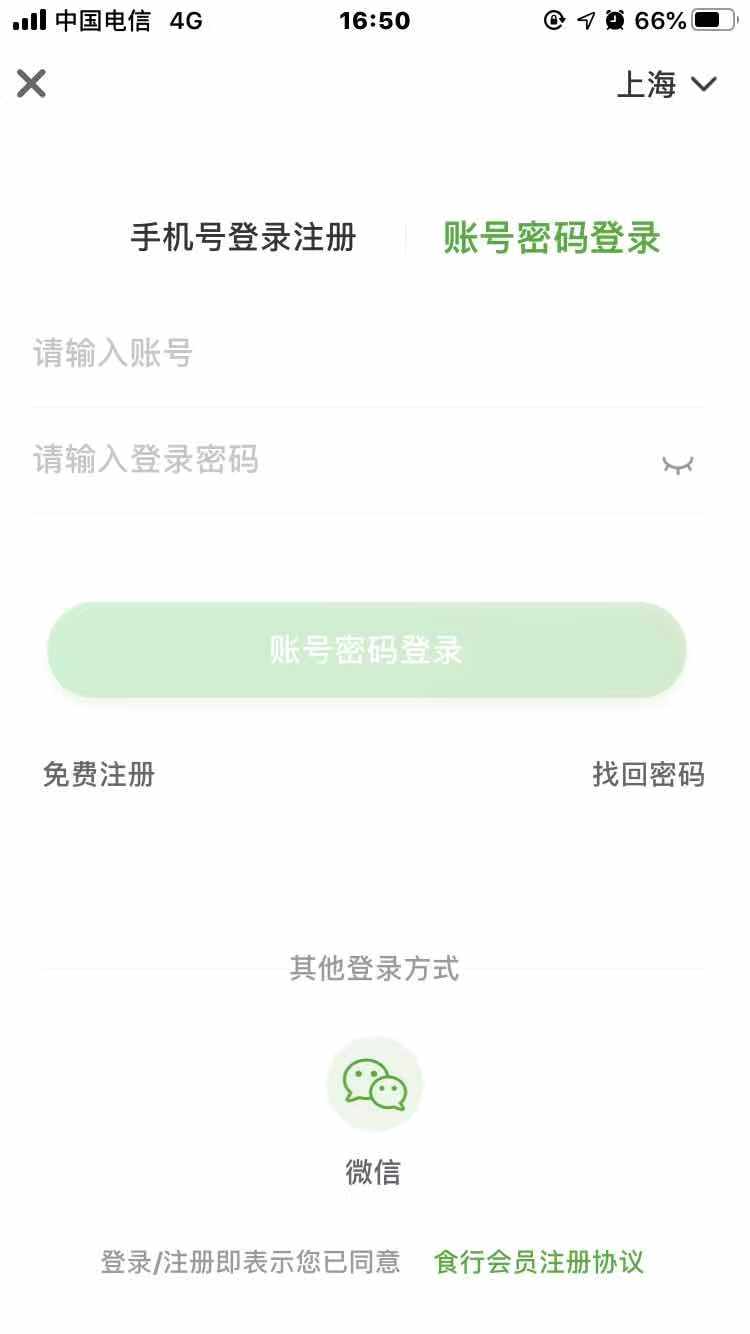 中国电信 4G 16:50 66%
上海
手机号登录注册 账号密码登录
请输入账号
请输入登录密码
账号密码登录
免费注册 找回密码
其他登录方式
微信
登录/注册即表示您已同意 食行会员注册协议